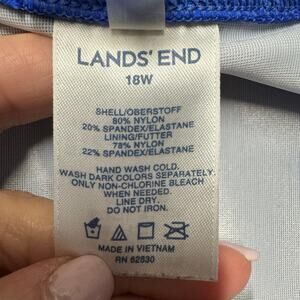 LANDS' END
18W
SHELL/OBERSTOFF
80% NYLON
20% SPANDEX/ELASTANE
LINING/FUTTER
78% NYLON
22% SPANDEX/ELASTANE
HAND WASH COLD.
WASH DARK COLORS SEPARATELY.
ONLY NON-CHLORINE BLEACH
WHEN NEEDED.
LINE DRY.
DO NOT IRON.
MADE IN VIETNAM
RN 62830